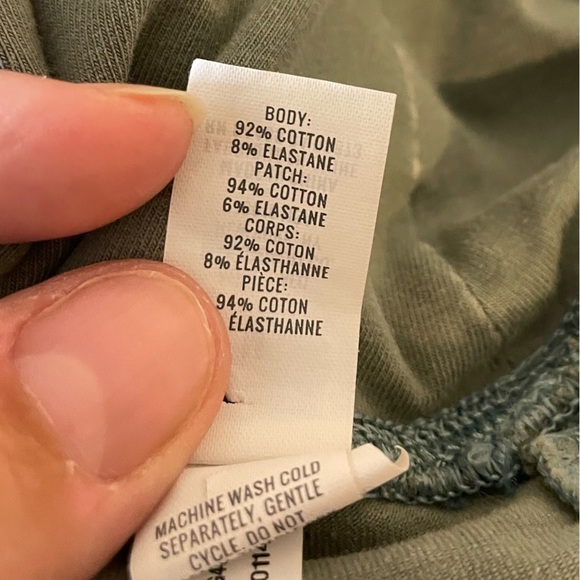 BODY:
92% COTTON
8% ELASTANE
PATCH:
94% COTTON
6% ELASTANE
CORPS:
92% COTON
8% ÉLASTHANNE
PIÈCE:
94% COTON
ÉLASTHANNE
MACHINE WASH COLD
SEPARATELY, GENTLE
CYCLE. DO NOT